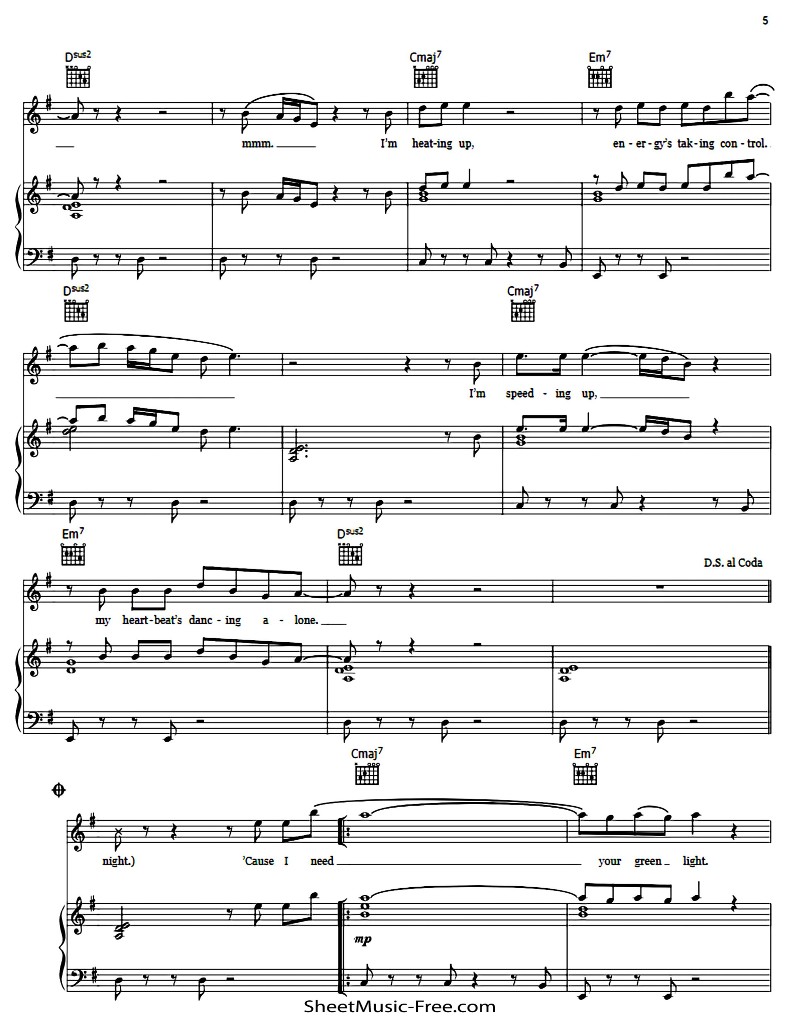 5
Dsus2 Cmaj7 Em7
mmm. I'm heat-ing up, en-er-gy's tak-ing con-trol.
Dsus2 Cmaj7
I'm speed-ing up,
Em7 Dsus2
D.S. al Coda
my heart-beat's danc-ing a-lone.
Cmaj7 Em7
night.) 'Cause I need your green light.
mp
SheetMusic-Free.com